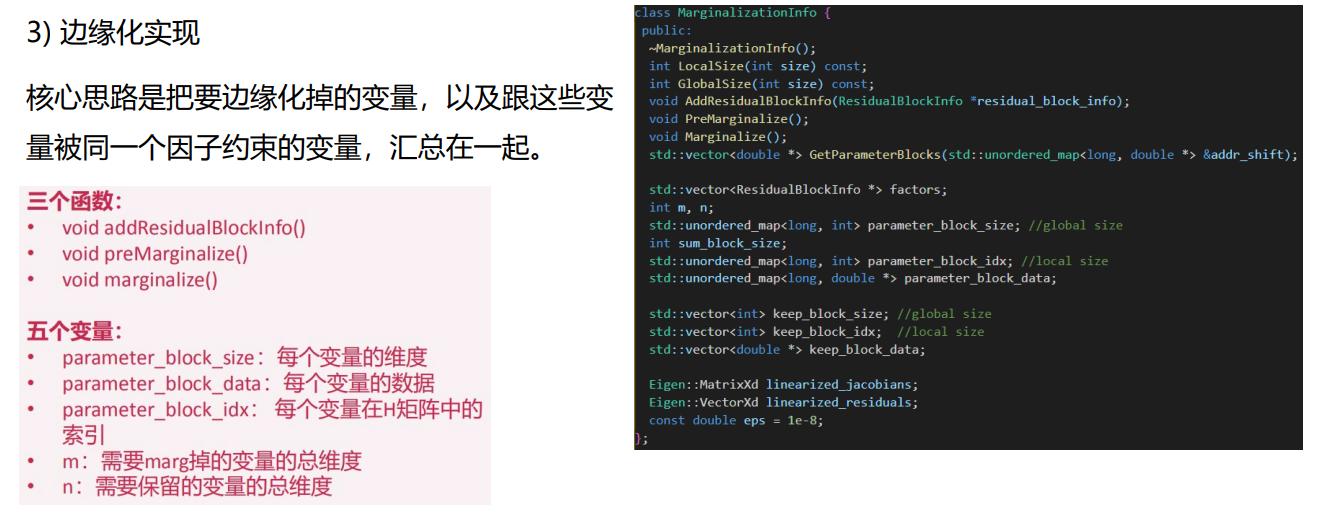 3) 边缘化实现
核心思路是把要边缘化掉的变量，以及跟这些变
量被同一个因子约束的变量，汇总在一起。
三个函数：
• void addResidualBlockInfo()
• void preMarginalize()
• void marginalize()
五个变量：
• parameter_block_size：每个变量的维度
• parameter_block_data：每个变量的数据
• parameter_block_idx： 每个变量在H矩阵中的
索引
• m：需要marg掉的变量的总维度
• n：需要保留的变量的总维度
class MarginalizationInfo {
public:
~MarginalizationInfo();
int LocalSize(int size) const;
int GlobalSize(int size) const;
void AddResidualBlockInfo(ResidualBlockInfo *residual_block_info);
void PreMarginalize();
void Marginalize();
std::vector<double *> GetParameterBlocks(std::unordered_map<long, double *> &addr_shift);
std::vector<ResidualBlockInfo *> factors;
int m, n;
std::unordered_map<long, int> parameter_block_size; //global size
int sum_block_size;
std::unordered_map<long, int> parameter_block_idx; //local size
std::unordered_map<long, double *> parameter_block_data;
std::vector<int> keep_block_size; //global size
std::vector<int> keep_block_idx;  //local size
std::vector<double *> keep_block_data;
Eigen::MatrixXd linearized_jacobians;
Eigen::VectorXd linearized_residuals;
const double eps = 1e-8;
};